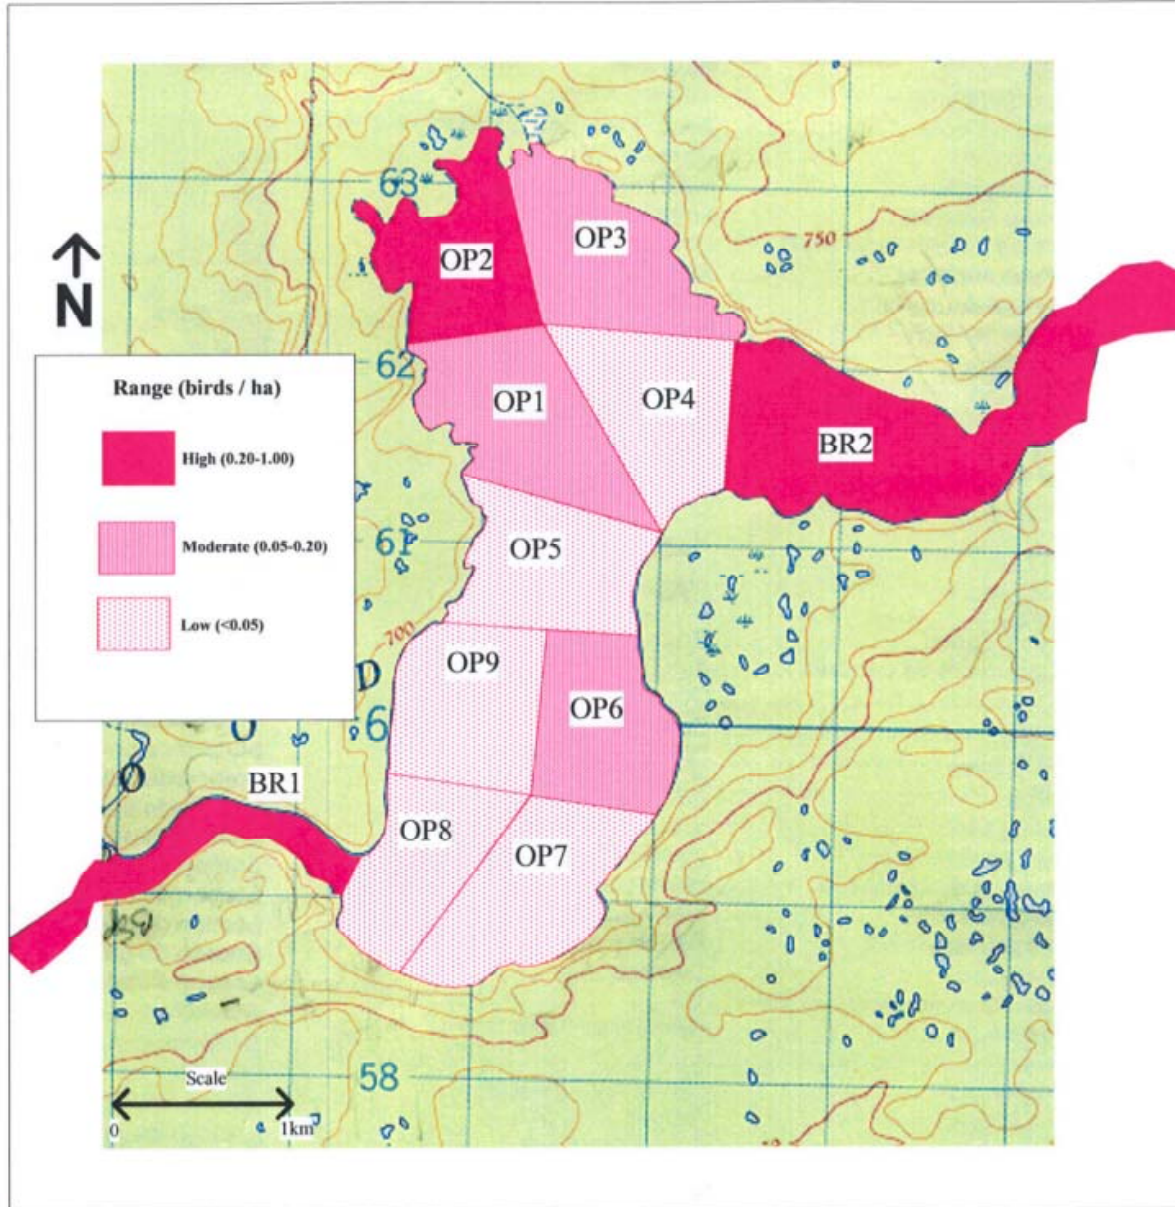 63
OP3
OP2
750
N
62
Range (birds / ha)
OP1
OP4
High (0.20-1.00)
BR2
Moderate (0.05-0.20)
61
OP5
Low (<0.05)
700
OP9
D
OP6
6
O
BR1
OP8
OP7
Scale
58
0
1km